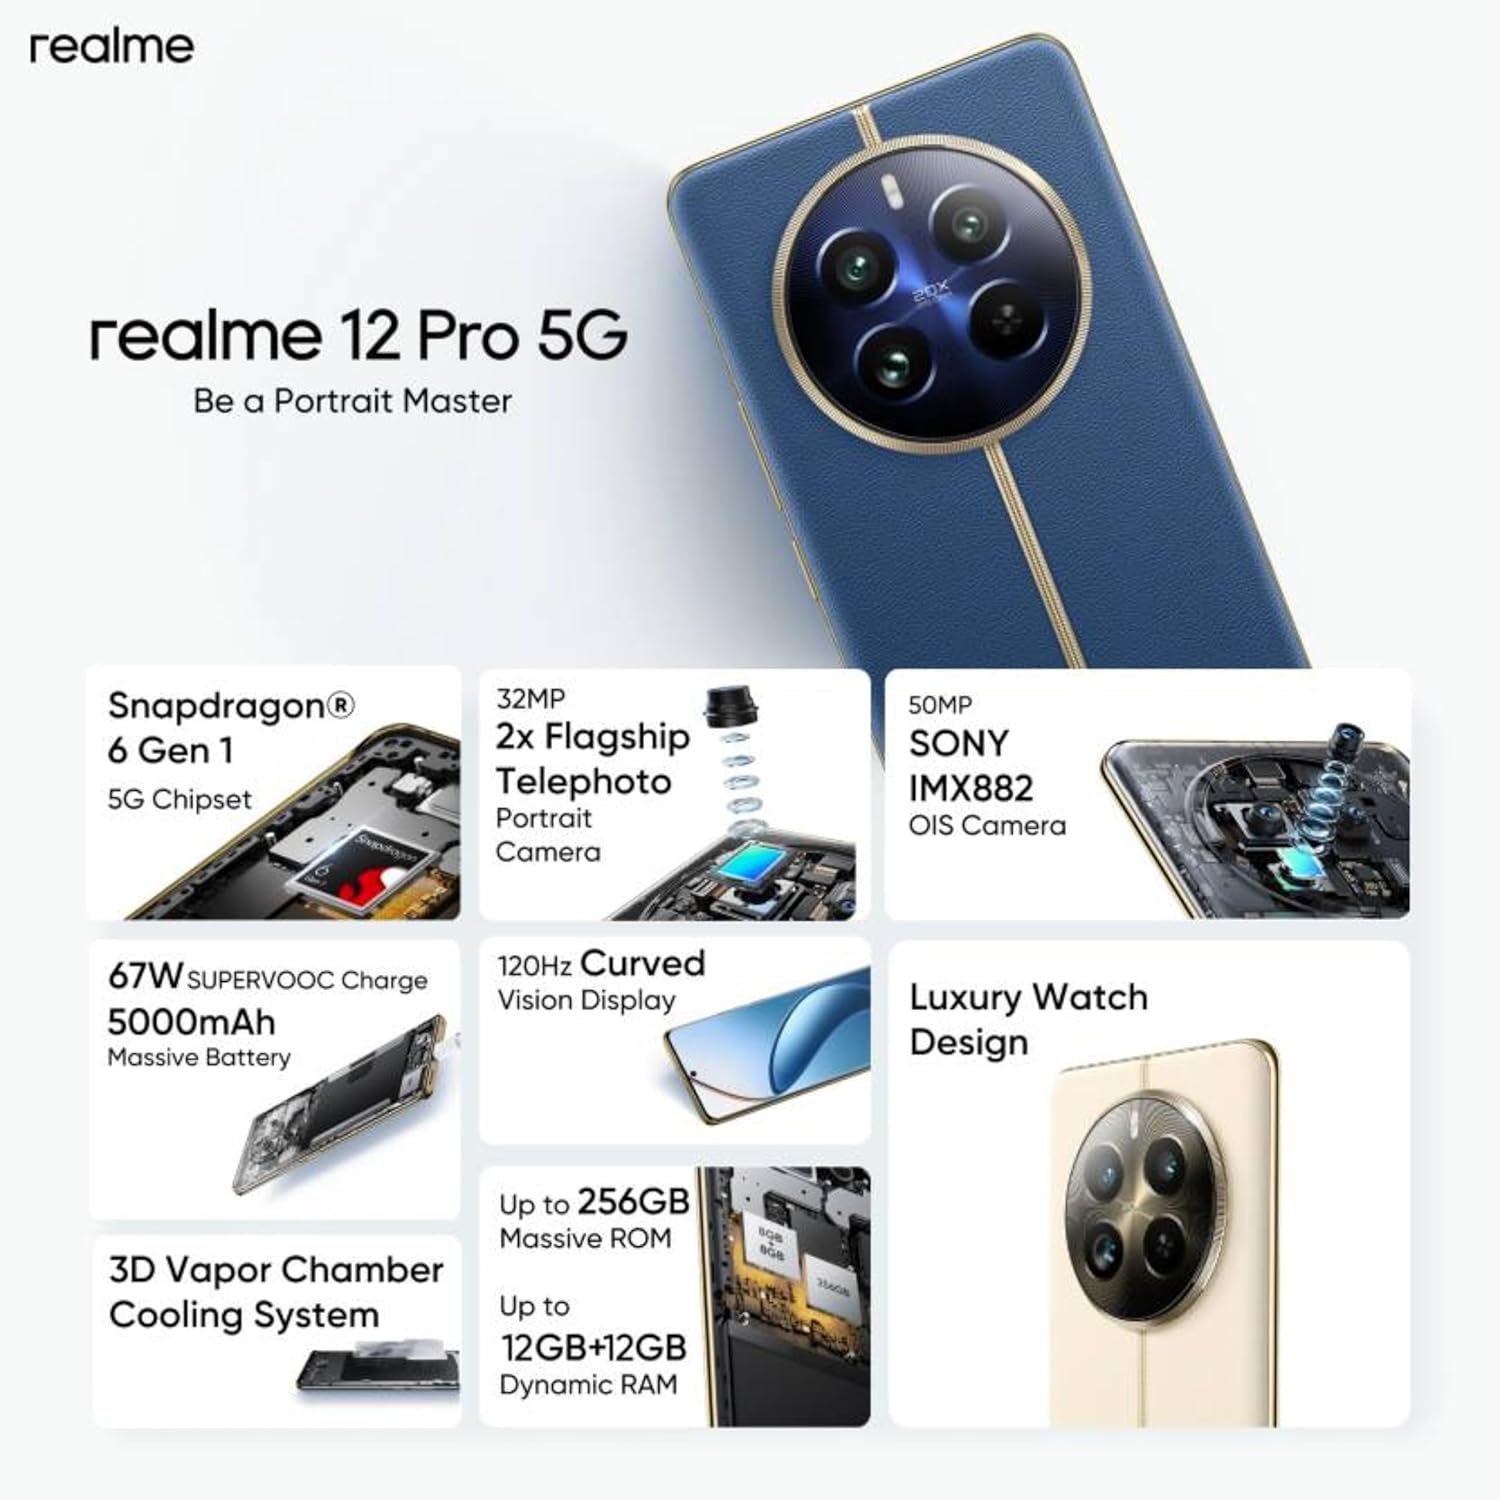 realme
20X
realme 12 Pro 5G
Be a Portrait Master
Snapdragon®
6 Gen 1
5G Chipset
Snapdragon
6
Gen 1
32MP
2x Flagship
Telephoto
Portrait
Camera
50MP
SONY
IMX882
OIS Camera
67W SUPERVOOC Charge
5000mAh
Massive Battery
120Hz Curved
Vision Display
Luxury Watch
Design
3D Vapor Chamber
Cooling System
Up to 256GB
Massive ROM
Up to
12GB+12GB
Dynamic RAM
8GB
+
8GB
256GB